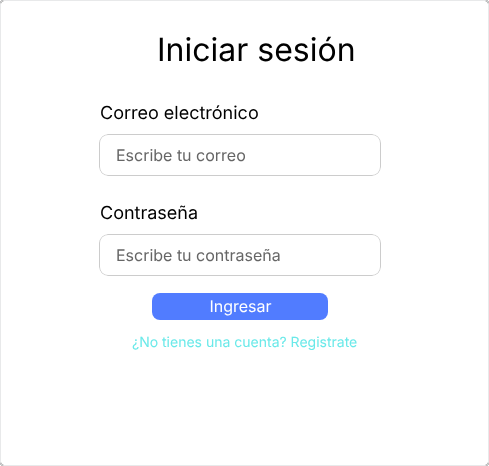 Iniciar sesión
Correo electrónico
Escribe tu correo
Contraseña
Escribe tu contraseña
Ingresar
¿No tienes una cuenta? Registrate